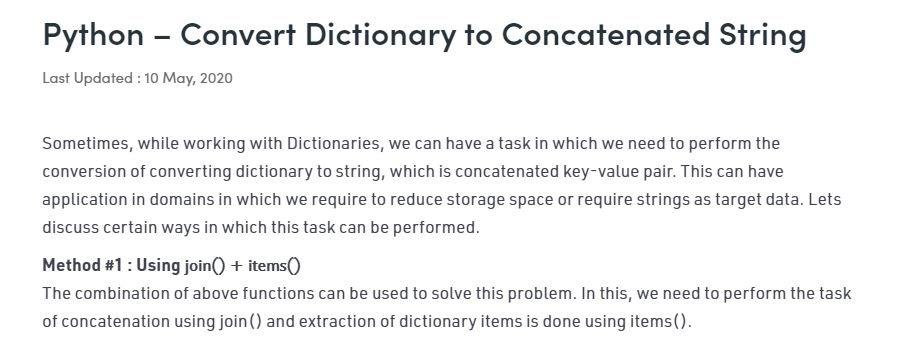 Python – Convert Dictionary to Concatenated String
Last Updated : 10 May, 2020
Sometimes, while working with Dictionaries, we can have a task in which we need to perform the
conversion of converting dictionary to string, which is concatenated key-value pair. This can have
application in domains in which we require to reduce storage space or require strings as target data. Lets
discuss certain ways in which this task can be performed.
Method #1 : Using join() + items()
The combination of above functions can be used to solve this problem. In this, we need to perform the task
of concatenation using join() and extraction of dictionary items is done using items().